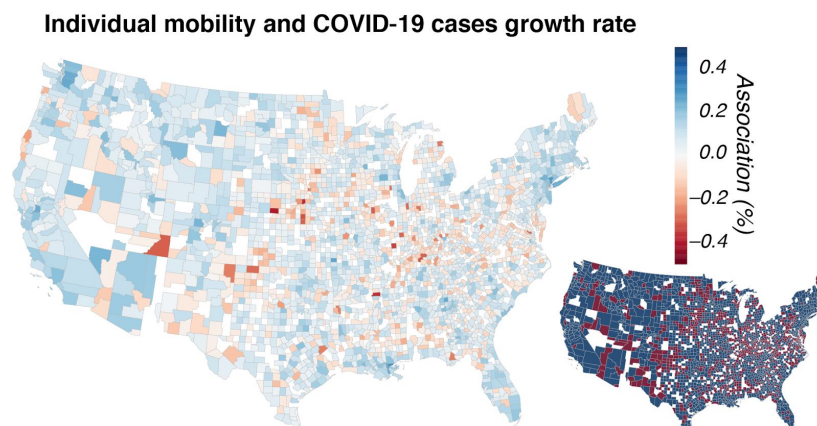 Individual mobility and COVID-19 cases growth rate
0.4
0.2
0.0
−0.2
−0.4
Association (%)